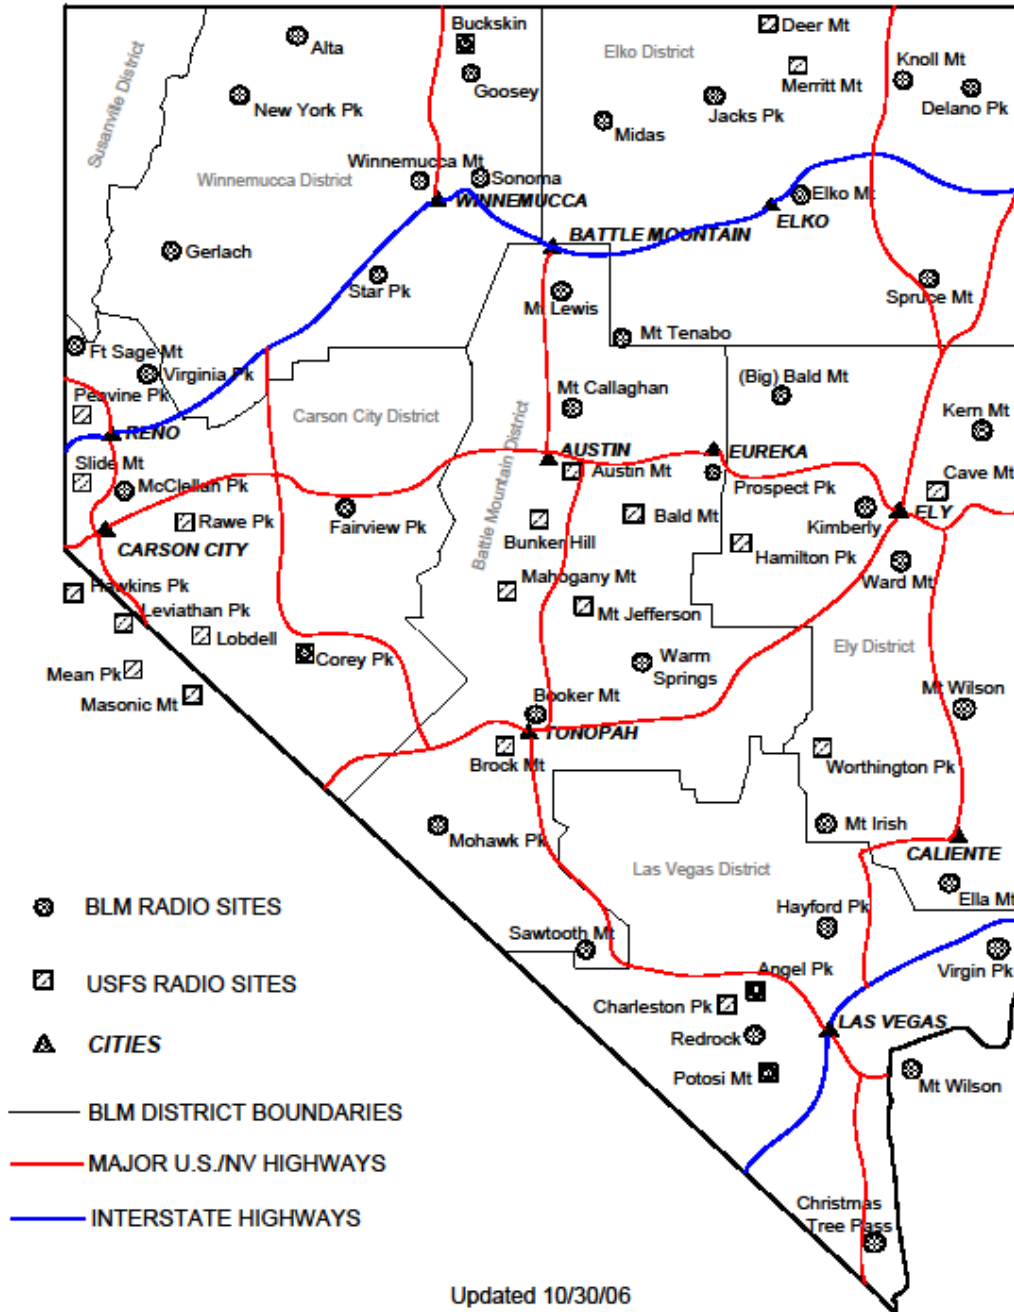 Buckskin
Deer Mt
Alta
Elko District
Knoll Mt
Susanville District
Goosey
Merritt Mt
New York Pk
Jacks Pk
Delano Pk
Midas
Winnemucca Mt
Winnemucca District
Sonoma
WINNEMUCCA
Elko Mt
ELKO
BATTLE MOUNTAIN
Gerlach
Star Pk
Mt Lewis
Spruce Mt
Mt Tenabo
Ft Sage Mt
Virginia Pk
(Big) Bald Mt
Peavine Pk
Mt Callaghan
Carson City District
Kern Mt
RENO
Battle Mountain District
AUSTIN
EUREKA
Slide Mt
Austin Mt
Cave Mt
McClellan Pk
Prospect Pk
Rawe Pk
Fairview Pk
Bald Mt
Kimberly
ELY
CARSON CITY
Bunker Hill
Hamilton Pk
Ward Mt
Hawkins Pk
Mahogany Mt
Leviathan Pk
Mt Jefferson
Lobdell
Ely District
Corey Pk
Warm
Springs
Mean Pk
Masonic Mt
Booker Mt
Mt Wilson
TONOPAH
Brock Mt
Worthington Pk
Mohawk Pk
Mt Irish
CALIENTE
Las Vegas District
Ella Mt
BLM RADIO SITES
Hayford Pk
Sawtooth Mt
Virgin Pk
Angel Pk
USFS RADIO SITES
Charleston Pk
LAS VEGAS
Redrock
CITIES
Potosi Mt
Mt Wilson
BLM DISTRICT BOUNDARIES
MAJOR U.S./NV HIGHWAYS
Christmas
Tree Pass
INTERSTATE HIGHWAYS
Updated 10/30/06